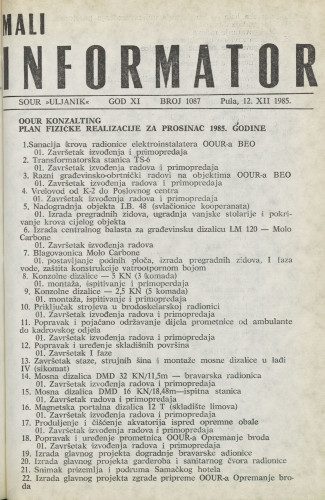 MALI
INFORMATOR
SOUR »ULJANIK« GOD XI BROJ 1087 Pula, 12. XII 1985.
OOUR KONZALTING
PLAN FIZIČKE REALIZACIJE ZA PROSINAC 1985. GODINE
1.Sanacija krova radionice elektroinstalatera OOUR-a BEO
01. Završetak izvođenja i primopredaja
2. Transformatorska stanica TS-6
01. Završetak izvođenja radova i primopredaja
3. Razni građevinsko-obrtnički radovi na objektima OOUR-a BEO
01. Završetak izvođenja radova i primopredaja
4. Vrelovod od K-2 do Poslovnog centra
01. Završetak izvođenja radova i primopredaja
5. Nadogradnja objekta I.B. 48 (svlačionice kooperanata)
01. Izrada pregradnih zidova, ugradnja vanjske stolarije i pokri-
vanje krova cijelog objekta
6. Izrada centralnog balasta za građevinsku dizalicu LM 120 — Molo
Carbone
01. Završetak izvođenja radova
7. Blagovaonica Molo Carbone
01. postavljanje podnih ploča, izrada pregradnih zidova, I faza
vode, zaštita konstrukcije vatrootpornom bojom
8. Konzolne dizalice — 5 KN (3 komada)
01. montaža, ispitivanje i primoperdaja
9. Konzolne dizalice — 2,5 KN (5 komada)
01. montaža, ispitivanje i primopredaja
10. Priključak strojeva u brodoskelarskoj radionici
01. Završetak izvođenja radova i primopredaja
11. Popravak i pojačano održavanje dijela prometnice od ambulante
do kadrovskog odjela
01. Završetak izvođenja radova i primopredaja
12. Popravak i uređenje skladišnih površina
01. Završetak I faze
13. Završetak staze, strujnih šina i montaže mosne dizalice u lađi
IV (sikomat)
14. Mosna dizalica DMD 32 KN/11,5m — bravarska radionica
01. Završetak izvođenja radova i primopredaja
15. Mosna dizalica DMD 16 KN/18,48m—ispitna stanica
01. Završetak radova i primopredaja
16. Magnetska portalna dizalica 12 T (skladište limova)
01. Završetak izvođenja radova i primopredaja
17. Produljenje i čišćenje akvatorija ispred opremne obale
01. Završetak izvođenja radova i primopredaja
18. Popravak i uređenje prometnica OOUR-a Opremanje broda
01. Završetak izvođenja radova i primopredaja
19. Izrada glavnog projekta dogradnje bravarske radionice
20. Izrada glavnog projekta garderoba i sanitarnog čvora radionice
21. Snimak prizemlja i podruma Samačkog hotela
22. Izrada glavnog projekta zgrade pripreme OOUR-a Opremanje bro-
da